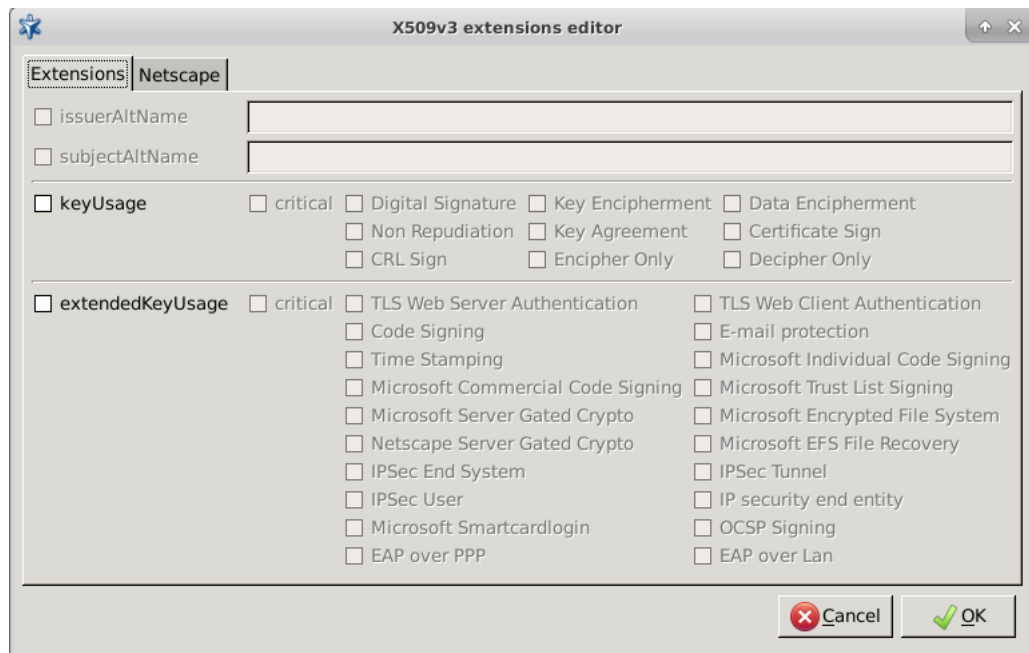 X509v3 extensions editor
Extensions Netscape
issuerAltName
subjectAltName
keyUsage critical Digital Signature Key Encipherment Data Encipherment
Non Repudiation Key Agreement Certificate Sign
CRL Sign Encipher Only Decipher Only
extendedKeyUsage critical TLS Web Server Authentication TLS Web Client Authentication
Code Signing E-mail protection
Time Stamping Microsoft Individual Code Signing
Microsoft Commercial Code Signing Microsoft Trust List Signing
Microsoft Server Gated Crypto Microsoft Encrypted File System
Netscape Server Gated Crypto Microsoft EFS File Recovery
IPSec End System IPSec Tunnel
IPSec User IP security end entity
Microsoft Smartcardlogin OCSP Signing
EAP over PPP EAP over Lan
Cancel OK